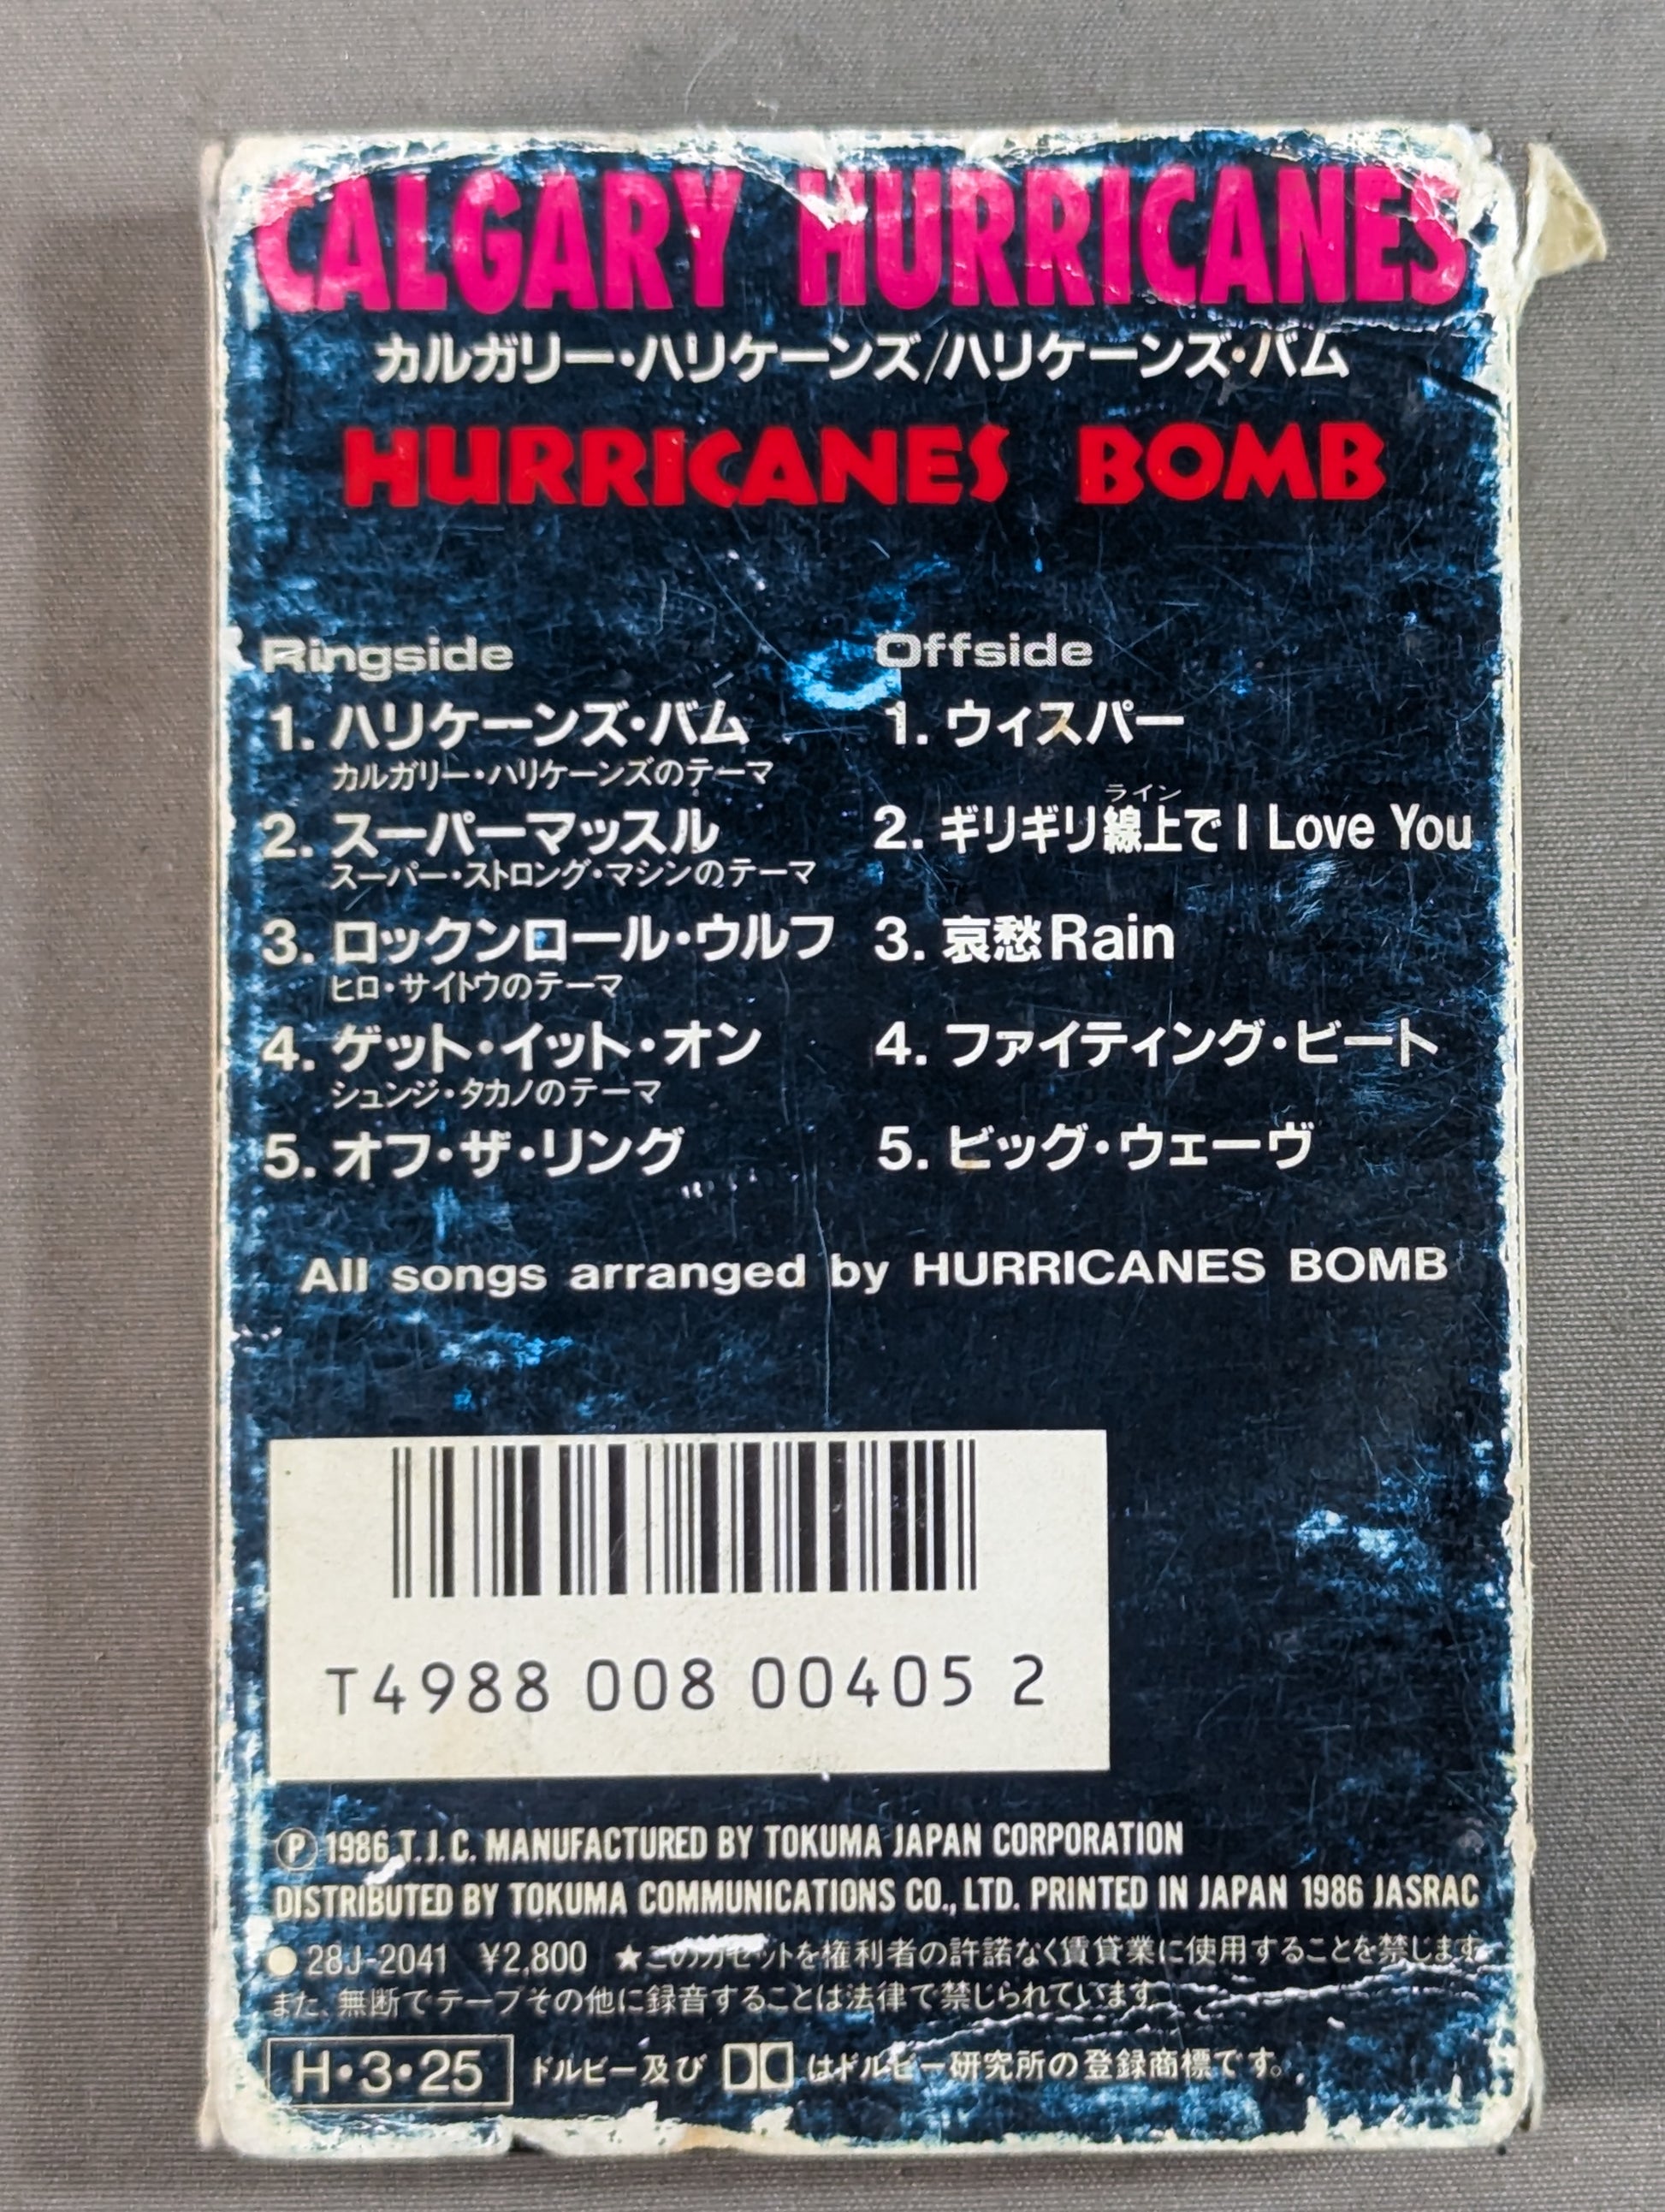 CALGARY HURRICANES
カルガリー・ハリケーンズ/ハリケーンズ・バム
HURRICANES BOMB
Ringside
1. ハリケーンズ・バム
カルガリー・ハリケーンズのテーマ
2. スーパーマッスル
スーパー・ストロング・マシンのテーマ
3. ロックンロール・ウルフ
ヒロ・サイトウのテーマ
4. ゲット・イット・オン
シュンジ・タカノのテーマ
5. オフ・ザ・リング
Offside
1. ウィスパー
ライン
2. ギリギリ線上で I Love You
3. 哀愁Rain
4. ファイティング・ビート
5. ビッグ・ウェーヴ
All songs arranged by HURRICANES BOMB
T4988 008 00405 2
Ⓟ 1986 T.J.C. MANUFACTURED BY TOKUMA JAPAN CORPORATION
DISTRIBUTED BY TOKUMA COMMUNICATIONS CO., LTD. PRINTED IN JAPAN 1986 JASRAC
●28J-2041 ¥2,800 ★このカセットを権利者の許諾なく賃貸業に使用することを禁じます。
また、無断でテープその他に録音することは法律で禁じられています。
H・3・25 ドルビー及び はドルビー研究所の登録商標です。